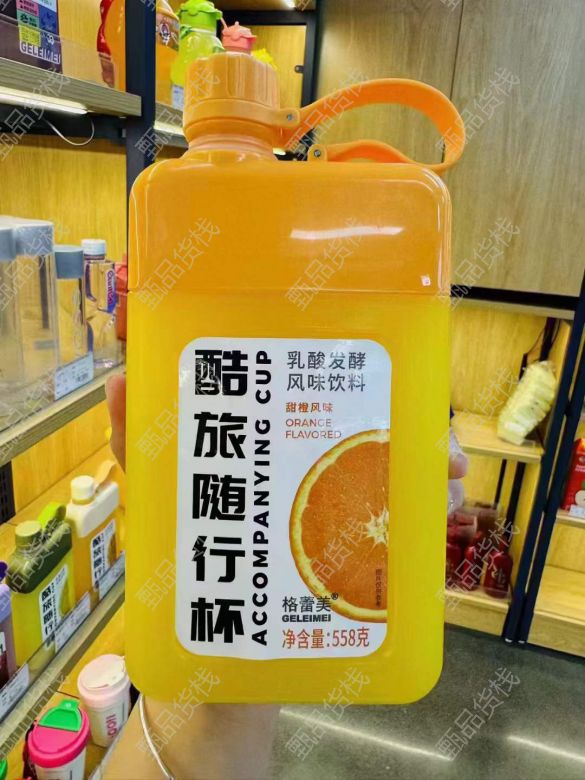 酷旅随行杯
ACCOMPANYING CUP
乳酸发酵
风味饮料
甜橙风味
ORANGE
FLAVORED
格蕾美®
GELEIMEI
净含量:558克
GELEIMEI
甄品货栈